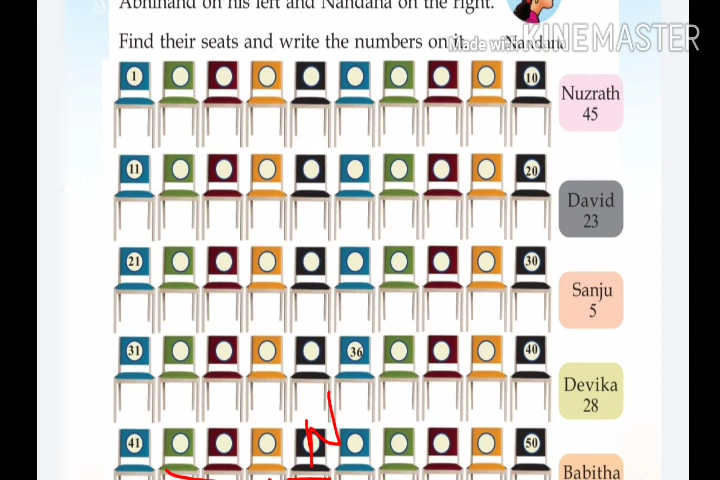 Abhinand on his left and Nandana on the right.
Find their seats and write the numbers on it.
Made with KINEMASTER
Nandana
1 10
Nuzrath
45
11 20
David
23
21 30
Sanju
5
31 36 40
Devika
28
N
41 50
Babitha